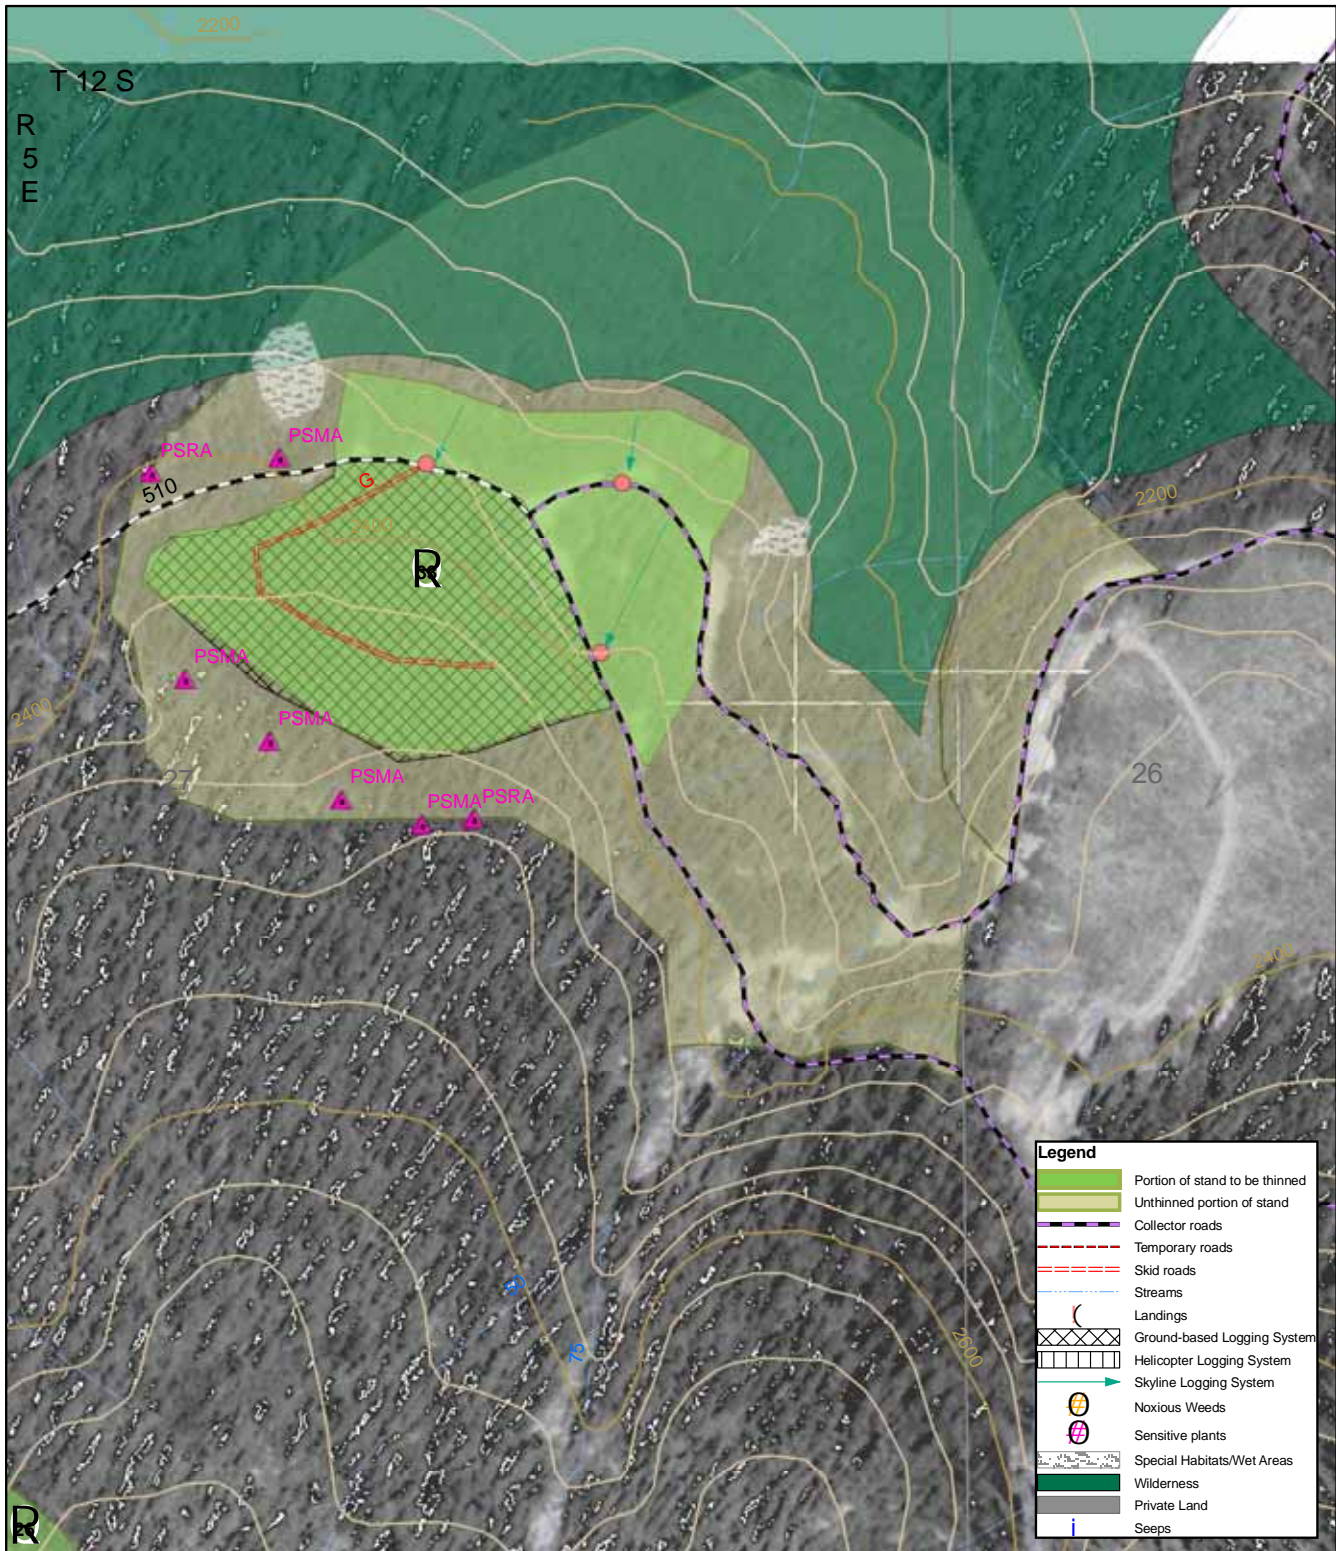 2200
T 12 S
R
5
E
PSMA
PSRA
510
G
2400
R
2200
PSMA
2400
PSMA
27
PSMA
PSMA
PSRA
26
2400
50
75
2600
R
26
Legend
Portion of stand to be thinned
Unthinned portion of stand
Collector roads
Temporary roads
Skid roads
Streams
Landings
Ground-based Logging System
Helicopter Logging System
Skyline Logging System
Noxious Weeds
Sensitive plants
Special Habitats/Wet Areas
Wilderness
Private Land
Seeps